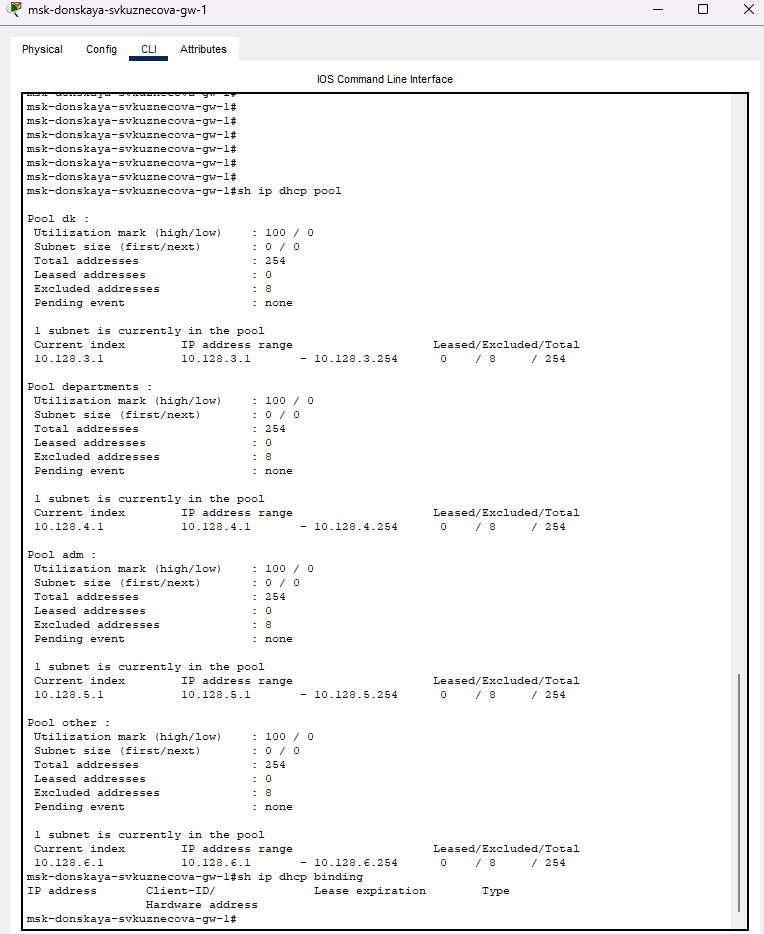 msk-donskaya-svkuznecova-gw-1
Physical Config CLI Attributes
IOS Command Line Interface
msk-donskaya-svkuznecova-gw-1#
msk-donskaya-svkuznecova-gw-1#
msk-donskaya-svkuznecova-gw-1#
msk-donskaya-svkuznecova-gw-1#
msk-donskaya-svkuznecova-gw-1#
msk-donskaya-svkuznecova-gw-1#
msk-donskaya-svkuznecova-gw-1#
msk-donskaya-svkuznecova-gw-1#sh ip dhcp pool
Pool dk :
Utilization mark (high/low) : 100 / 0
Subnet size (first/next) : 0 / 0
Total addresses : 254
Leased addresses : 0
Excluded addresses : 8
Pending event : none
1 subnet is currently in the pool
Current index IP address range Leased/Excluded/Total
10.128.3.1 10.128.3.1 - 10.128.3.254 0 / 8 / 254
Pool departments :
Utilization mark (high/low) : 100 / 0
Subnet size (first/next) : 0 / 0
Total addresses : 254
Leased addresses : 0
Excluded addresses : 8
Pending event : none
1 subnet is currently in the pool
Current index IP address range Leased/Excluded/Total
10.128.4.1 10.128.4.1 - 10.128.4.254 0 / 8 / 254
Pool adm :
Utilization mark (high/low) : 100 / 0
Subnet size (first/next) : 0 / 0
Total addresses : 254
Leased addresses : 0
Excluded addresses : 8
Pending event : none
1 subnet is currently in the pool
Current index IP address range Leased/Excluded/Total
10.128.5.1 10.128.5.1 - 10.128.5.254 0 / 8 / 254
Pool other :
Utilization mark (high/low) : 100 / 0
Subnet size (first/next) : 0 / 0
Total addresses : 254
Leased addresses : 0
Excluded addresses : 8
Pending event : none
1 subnet is currently in the pool
Current index IP address range Leased/Excluded/Total
10.128.6.1 10.128.6.1 - 10.128.6.254 0 / 8 / 254
msk-donskaya-svkuznecova-gw-1#sh ip dhcp binding
IP address Client-ID/ Lease expiration Type
Hardware address
msk-donskaya-svkuznecova-gw-1#